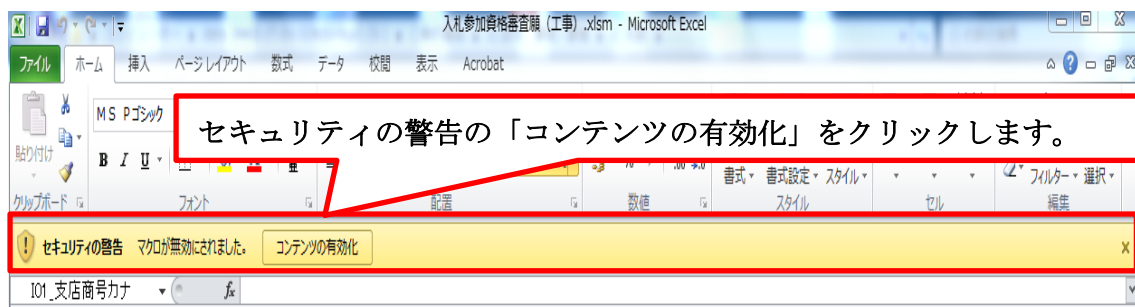 入札参加資格審査願（工事）.xlsm - Microsoft Excel
ファイル ホーム 挿入 ページ レイアウト 数式 データ 校閲 表示 Acrobat
MS Pゴシック
セキュリティの警告の「コンテンツの有効化」をクリックします。
貼り付け B I U 書式 書式設定 スタイル フィルター 選択
クリップボード フォント 配置 数値 スタイル セル 編集
セキュリティの警告 マクロが無効にされました。 コンテンツの有効化
I01_支店商号カナ fx